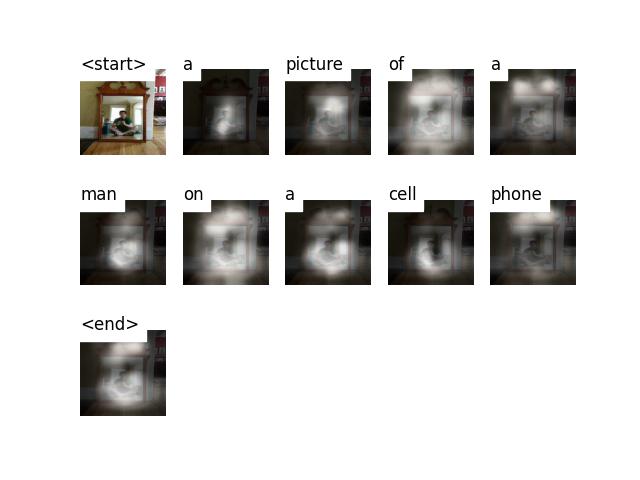 <start> a picture of a
man on a cell phone
<end>